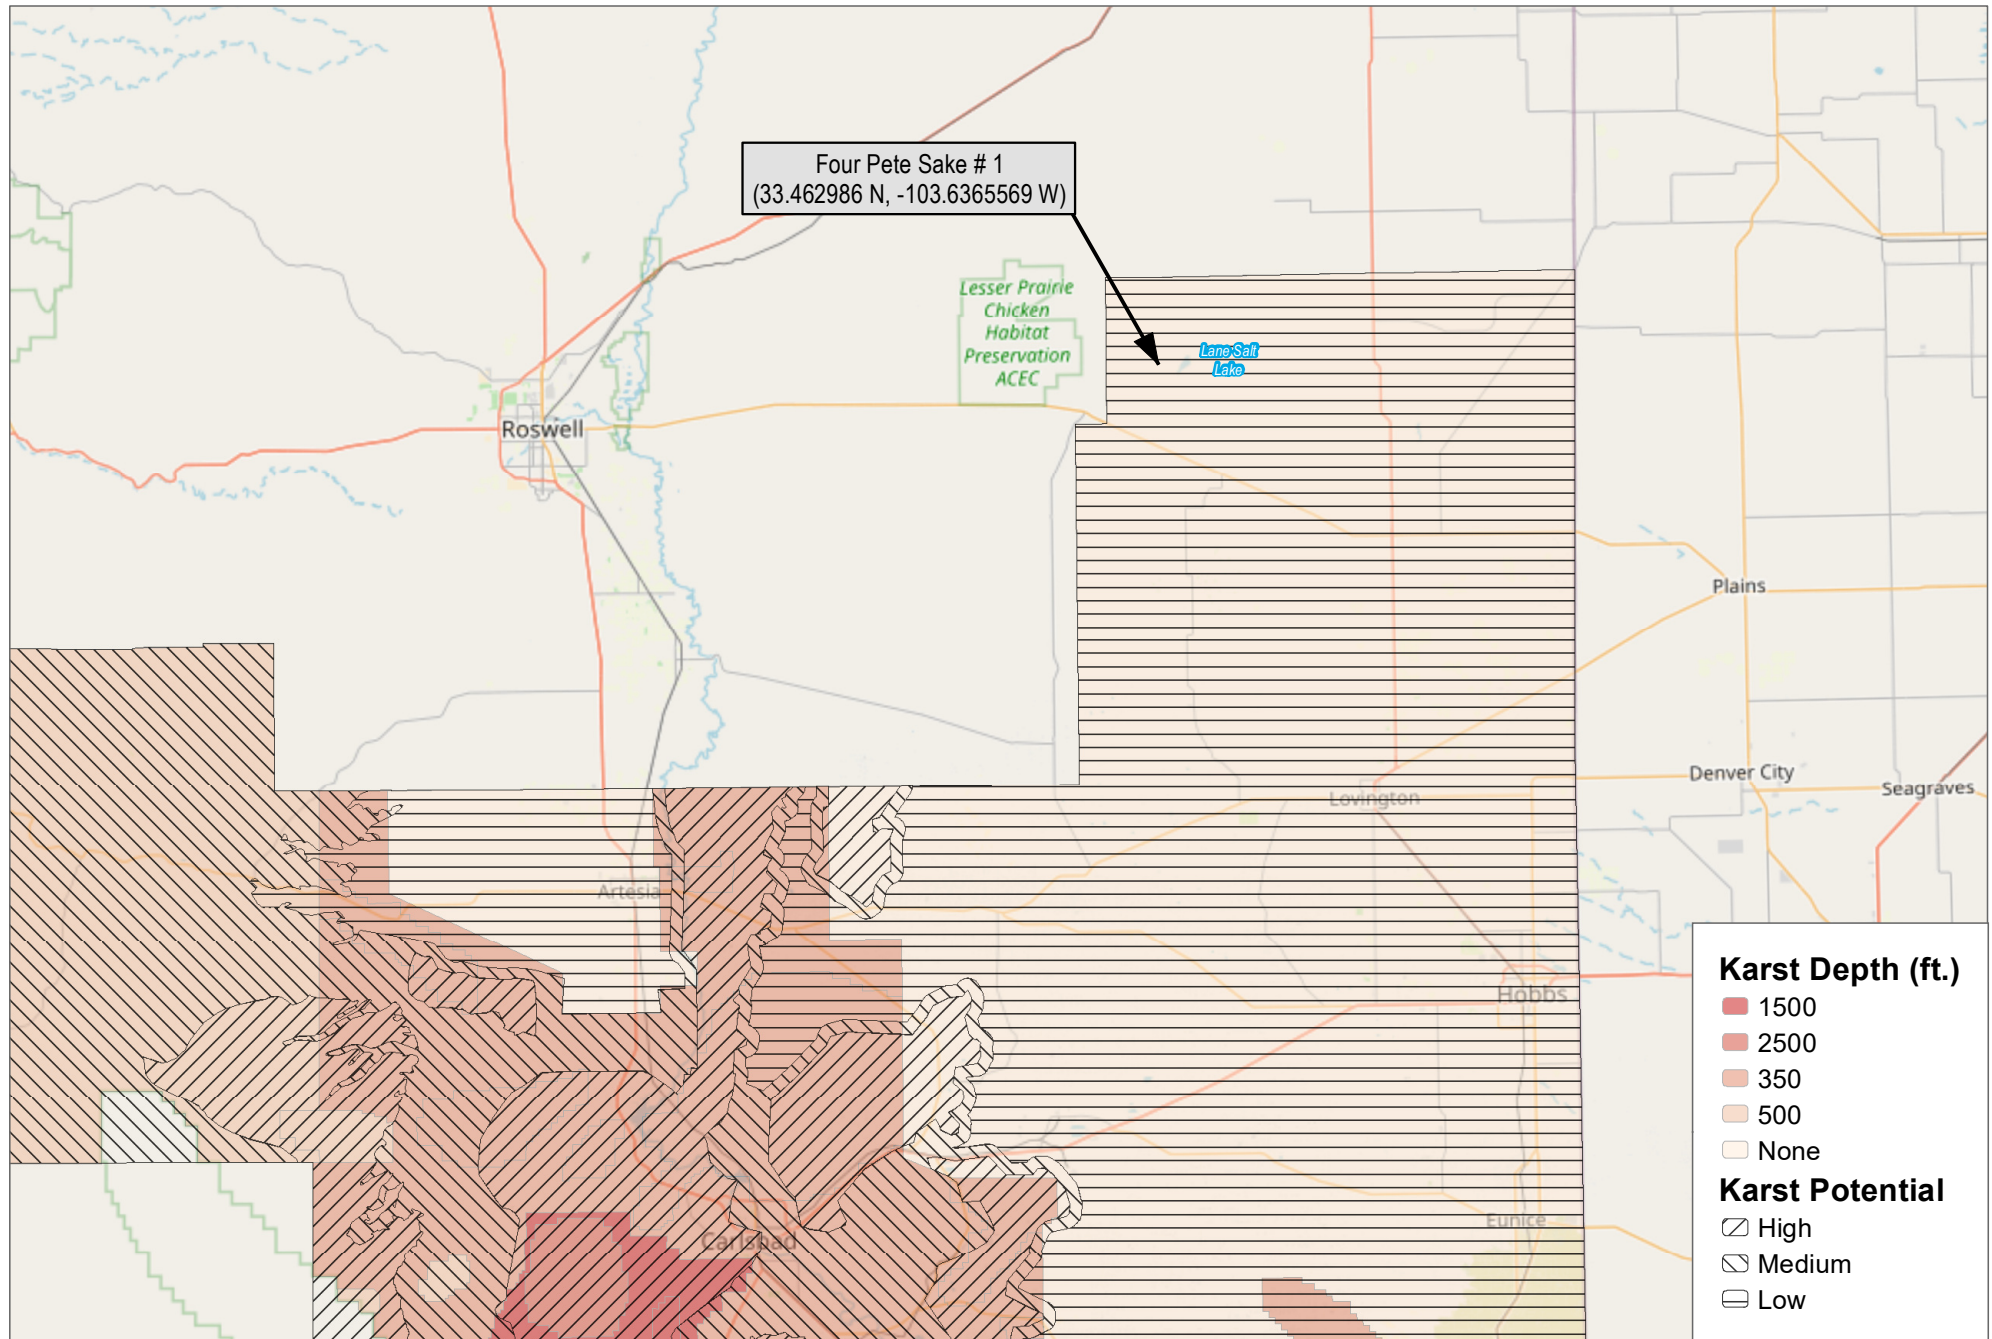 Four Pete Sake # 1
(33.462986 N, -103.6365569 W)
Lesser Prairie
Chicken
Habitat
Preservation
ACEC
Lane Salt
Lake
Roswell
Plains
Denver City
Seagraves
Lovington
Artesia
Hobbs
Eunice
Carlsbad
Karst Depth (ft.)
1500
2500
350
500
None
Karst Potential
High
Medium
Low